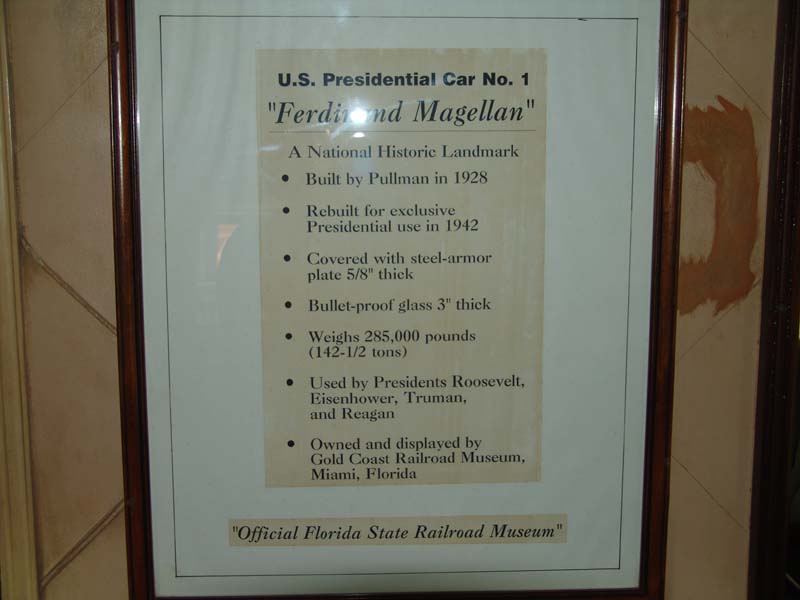 U.S. Presidential Car No. 1
"Ferdinand Magellan"
A National Historic Landmark
• Built by Pullman in 1928
• Rebuilt for exclusive
Presidential use in 1942
• Covered with steel-armor
plate 5/8" thick
• Bullet-proof glass 3" thick
• Weighs 285,000 pounds
(142-1/2 tons)
• Used by Presidents Roosevelt,
Eisenhower, Truman,
and Reagan
• Owned and displayed by
Gold Coast Railroad Museum,
Miami, Florida
"Official Florida State Railroad Museum"